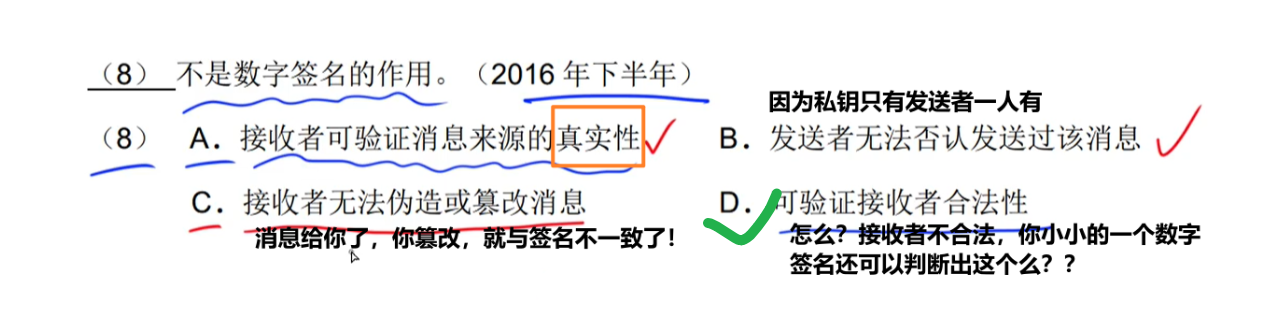 （8） 不是数字签名的作用。（2016 年下半年）
因为私钥只有发送者一人有
（8） A．接收者可验证消息来源的真实性 B．发送者无法否认发送过该消息
C．接收者无法伪造或篡改消息 D．可验证接收者合法性
消息给你了，你篡改，就与签名不一致了！
怎么？接收者不合法，你小小的一个数字
签名还可以判断出这个么？？